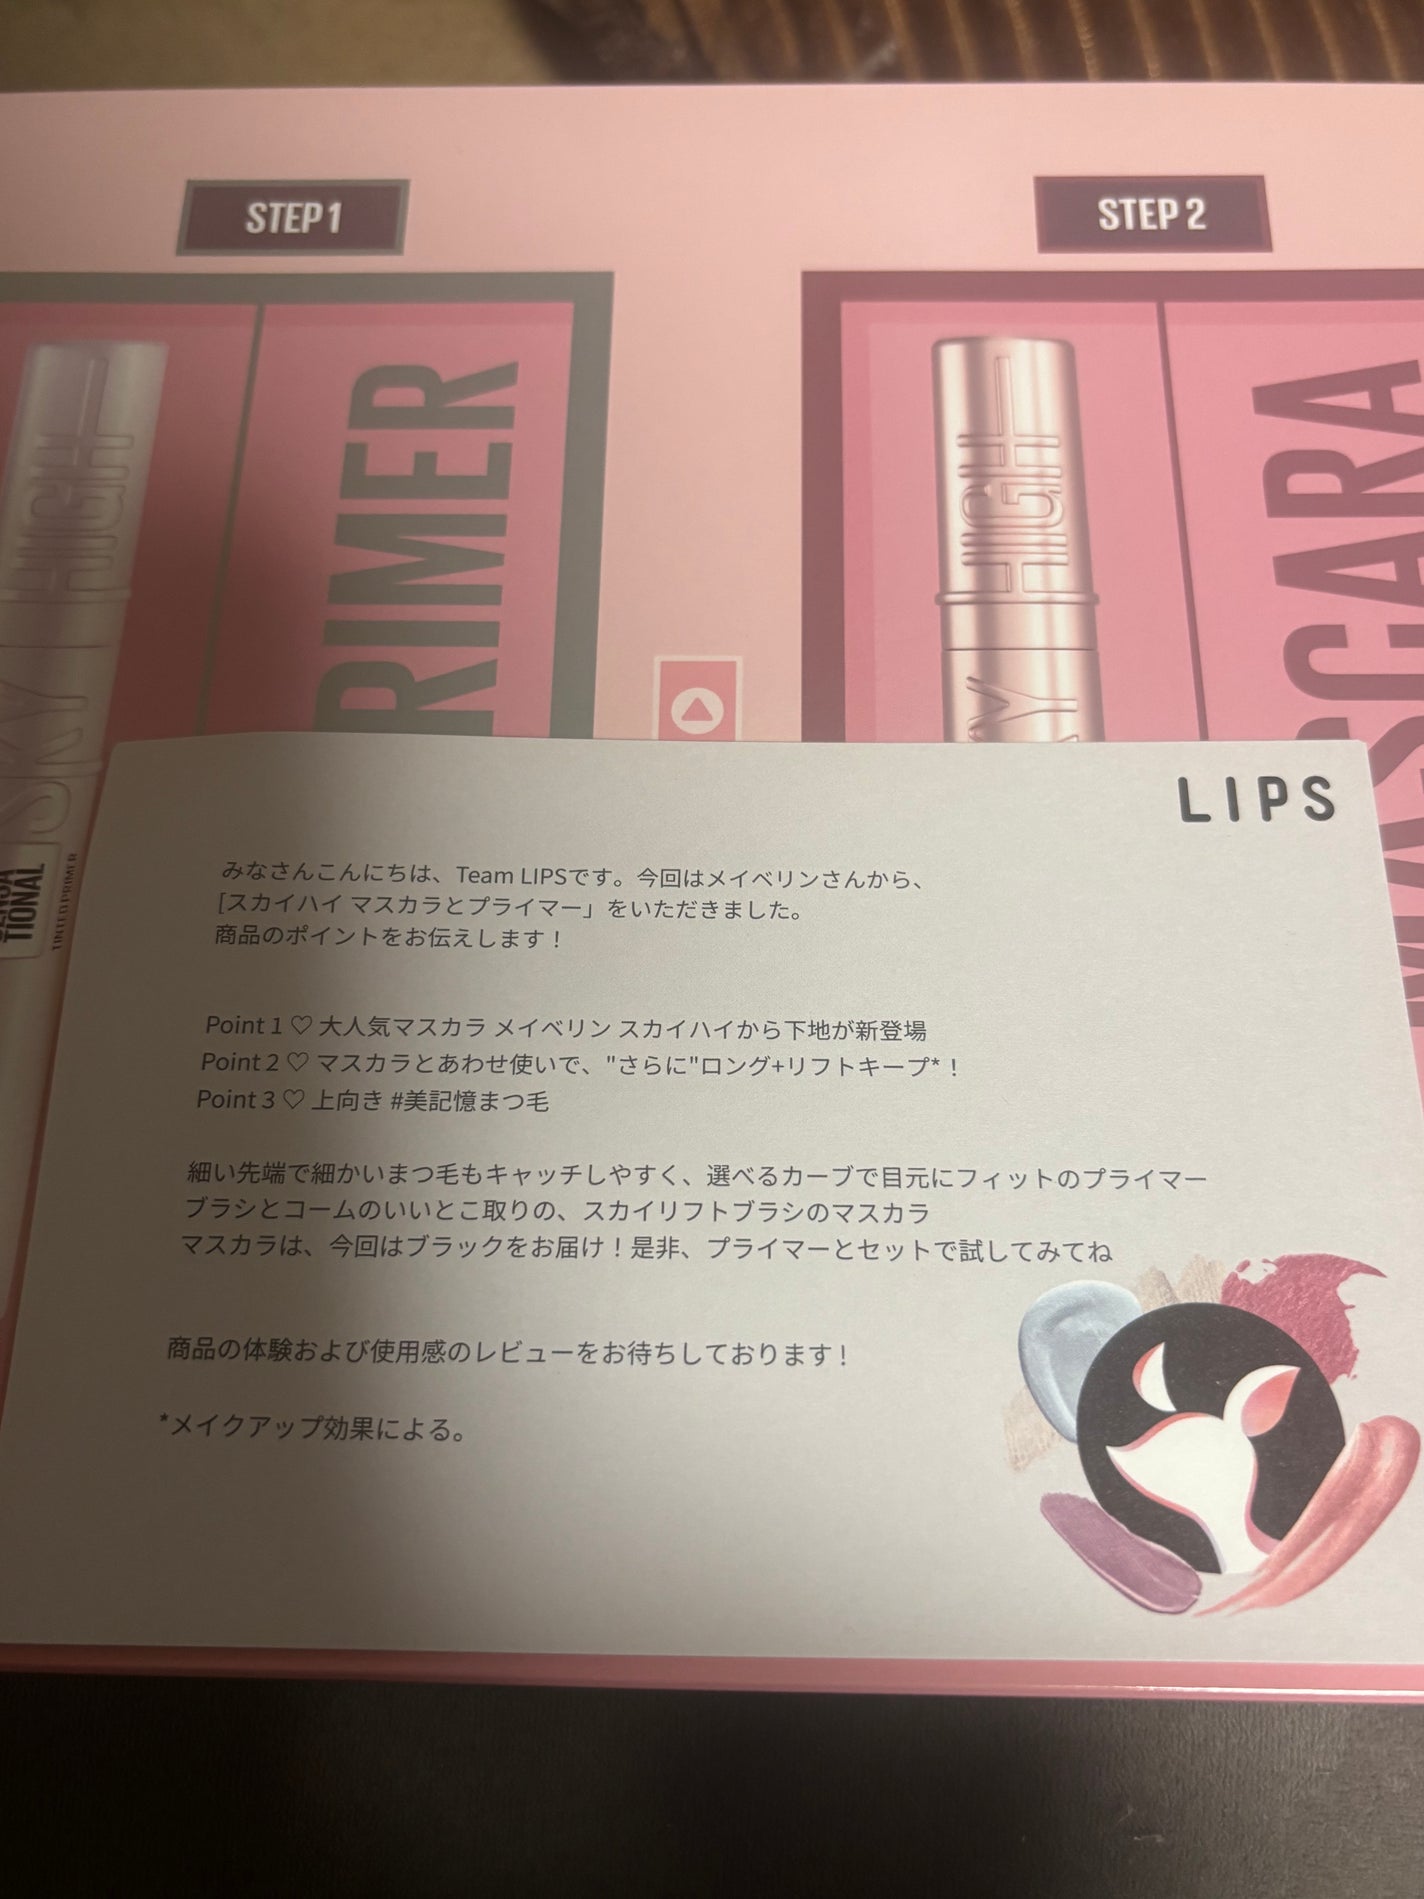 STEP 1
STEP 2
SKY HIGH
PRIMER
SKY HIGH
MASCARA
TIONAL
TINTED PRIMER
LIPS
みなさんこんにちは、Team LIPSです。今回はメイベリンさんから、
[スカイハイ マスカラとプライマー」をいただきました。
商品のポイントをお伝えします！
Point 1 ♡ 大人気マスカラ メイベリン スカイハイから下地が新登場
Point 2 ♡ マスカラとあわせ使いで、"さらに"ロング+リフトキープ*！
Point 3 ♡ 上向き #美記憶まつ毛
細い先端で細かいまつ毛もキャッチしやすく、選べるカーブで目元にフィットのプライマー
ブラシとコームのいいとこ取りの、スカイリフトブラシのマスカラ
マスカラは、今回はブラックをお届け！是非、プライマーとセットで試してみてね
商品の体験および使用感のレビューをお待ちしております！
*メイクアップ効果による。